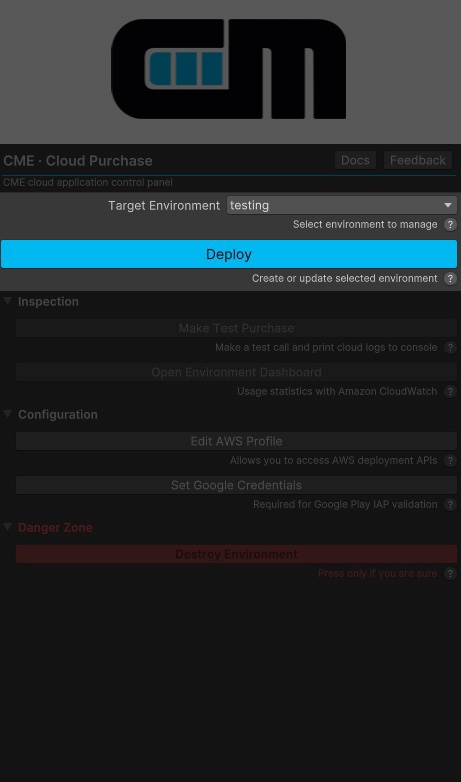 CME · Cloud Purchase
Docs
Feedback
CME cloud application control panel
Target Environment
testing
Select environment to manage ?
Deploy
Create or update selected environment ?
Inspection
Make Test Purchase
Make a test call and print cloud logs to console ?
Open Environment Dashboard
Usage statistics with Amazon CloudWatch ?
Configuration
Edit AWS Profile
Allows you to access AWS deployment APIs ?
Set Google Credentials
Required for Google Play IAP validation ?
Danger Zone
Destroy Environment
Press only if you are sure ?